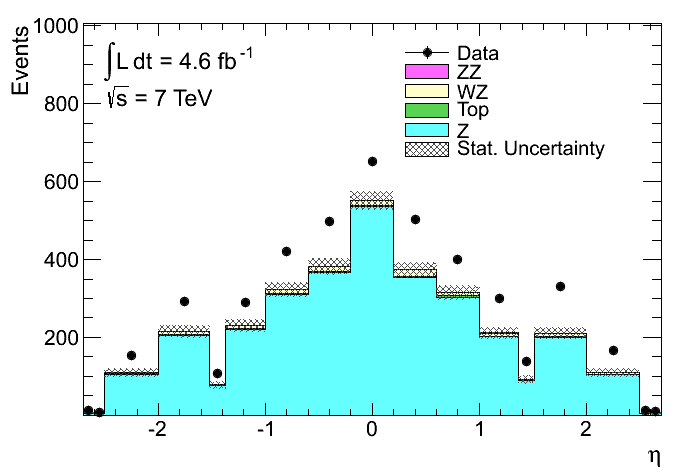 Events
1000
800
600
400
200
∫L dt = 4.6 fb⁻¹
√s = 7 TeV
Data
ZZ
WZ
Top
Z
Stat. Uncertainty
-2 -1 0 1 2
η